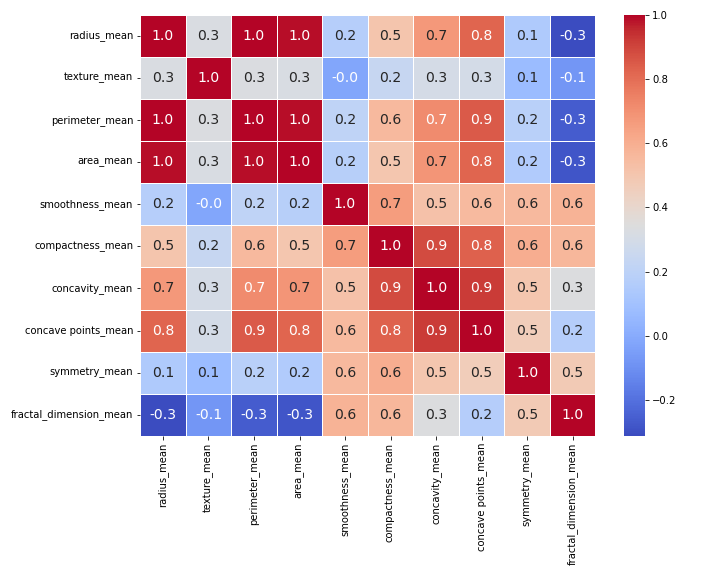 radius_mean 1.0 0.3 1.0 1.0 0.2 0.5 0.7 0.8 0.1 -0.3
texture_mean 0.3 1.0 0.3 0.3 -0.0 0.2 0.3 0.3 0.1 -0.1
perimeter_mean 1.0 0.3 1.0 1.0 0.2 0.6 0.7 0.9 0.2 -0.3
area_mean 1.0 0.3 1.0 1.0 0.2 0.5 0.7 0.8 0.2 -0.3
smoothness_mean 0.2 -0.0 0.2 0.2 1.0 0.7 0.5 0.6 0.6 0.6
compactness_mean 0.5 0.2 0.6 0.5 0.7 1.0 0.9 0.8 0.6 0.6
concavity_mean 0.7 0.3 0.7 0.7 0.5 0.9 1.0 0.9 0.5 0.3
concave points_mean 0.8 0.3 0.9 0.8 0.6 0.8 0.9 1.0 0.5 0.2
symmetry_mean 0.1 0.1 0.2 0.2 0.6 0.6 0.5 0.5 1.0 0.5
fractal_dimension_mean -0.3 -0.1 -0.3 -0.3 0.6 0.6 0.3 0.2 0.5 1.0
radius_mean
texture_mean
perimeter_mean
area_mean
smoothness_mean
compactness_mean
concavity_mean
concave points_mean
symmetry_mean
fractal_dimension_mean
1.0
0.8
0.6
0.4
0.2
0.0
−0.2